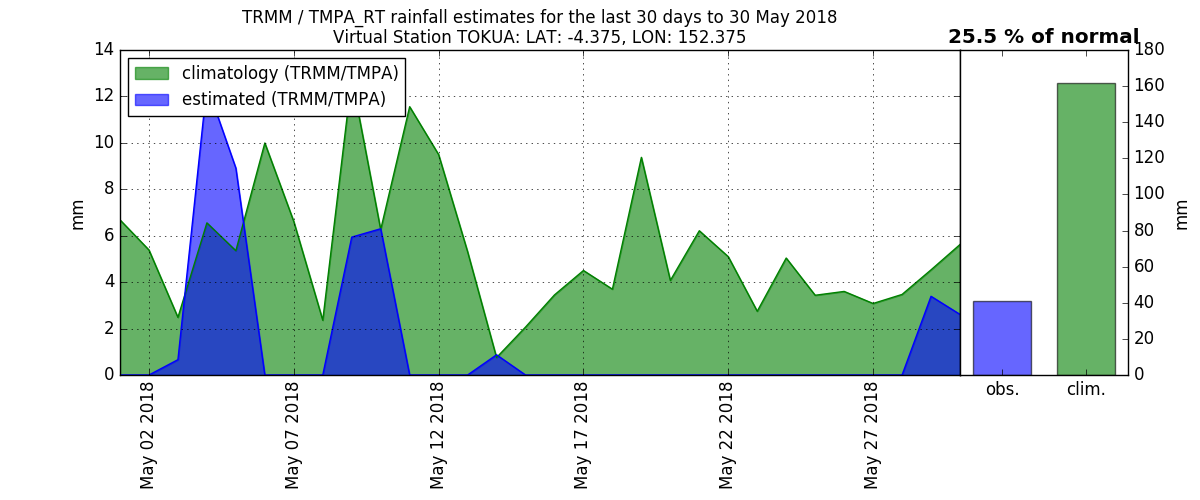 TRMM / TMPA_RT rainfall estimates for the last 30 days to 30 May 2018
Virtual Station TOKUA: LAT: -4.375, LON: 152.375
25.5 % of normal
climatology (TRMM/TMPA)
estimated (TRMM/TMPA)
mm
14
12
10
8
6
4
2
0
May 02 2018
May 07 2018
May 12 2018
May 17 2018
May 22 2018
May 27 2018
obs.
clim.
180
160
140
120
100
80
60
40
20
0
mm